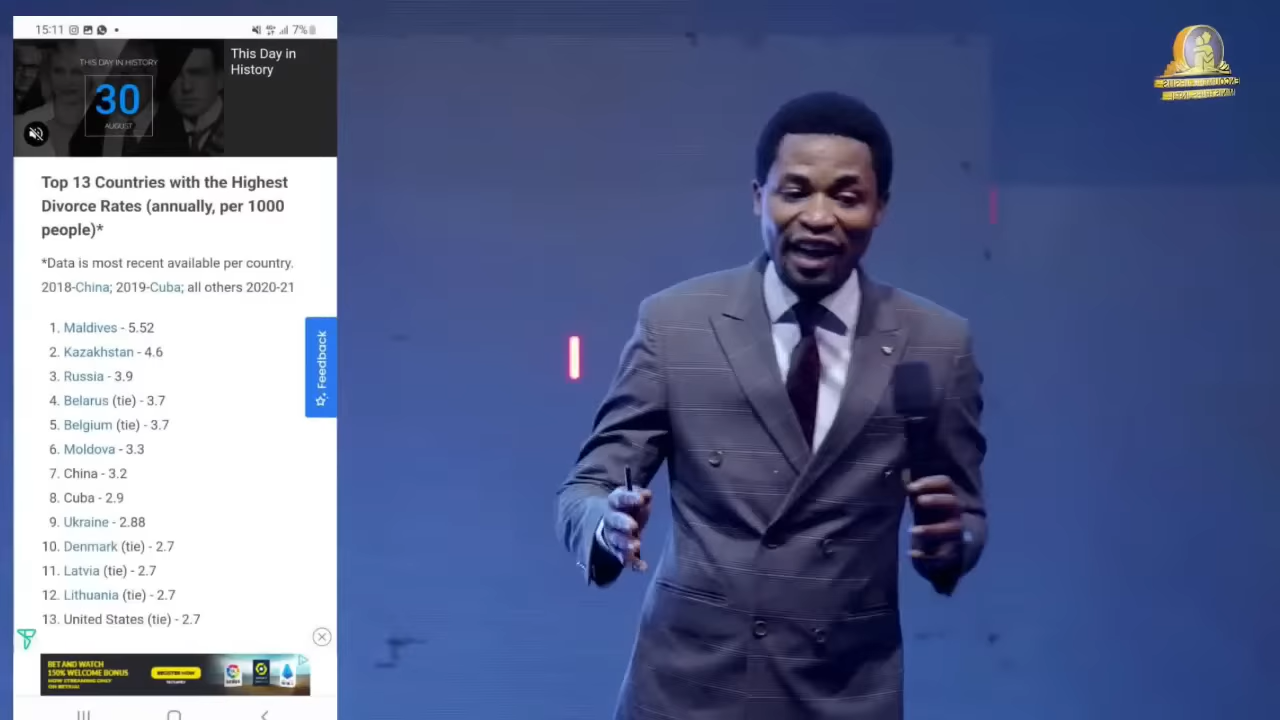 15:11
7%
THIS DAY IN HISTORY
30
AUGUST
This Day in
History
Top 13 Countries with the Highest
Divorce Rates (annually, per 1000
people)*
*Data is most recent available per country.
2018-China; 2019-Cuba; all others 2020-21
1. Maldives - 5.52
2. Kazakhstan - 4.6
3. Russia - 3.9
4. Belarus (tie) - 3.7
5. Belgium (tie) - 3.7
6. Moldova - 3.3
7. China - 3.2
8. Cuba - 2.9
9. Ukraine - 2.88
10. Denmark (tie) - 2.7
11. Latvia (tie) - 2.7
12. Lithuania (tie) - 2.7
13. United States (tie) - 2.7
Feedback
BET AND WATCH
150% WELCOME BONUS
NOW STREAMING ONLY
REGISTER NOW